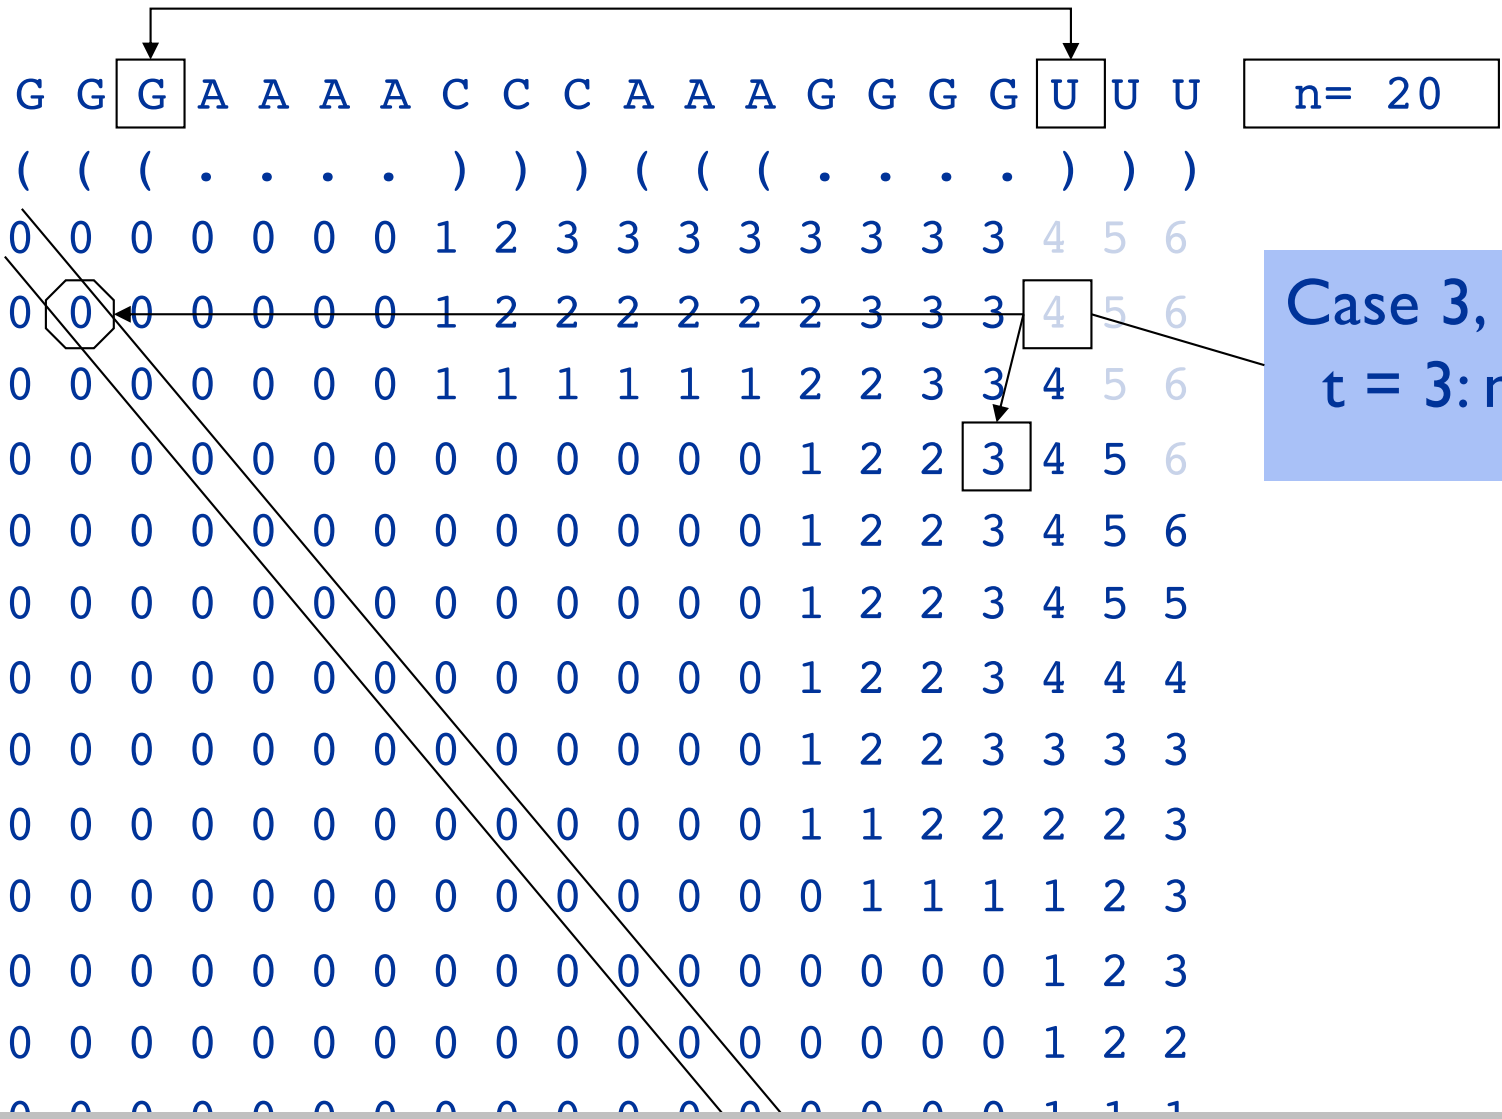 G G G A A A A C C C A A A G G G G U U U n= 20
( ( ( . . . . ) ) ) ( ( ( . . . . ) ) )
0 0 0 0 0 0 0 1 2 3 3 3 3 3 3 3 3 4 5 6
0 0 0 0 0 0 0 1 2 2 2 2 2 2 3 3 3 4 5 6
Case 3,
0 0 0 0 0 0 0 1 1 1 1 1 1 2 2 3 3 4 5 6
t = 3:
0 0 0 0 0 0 0 0 0 0 0 0 0 1 2 2 3 4 5 6
0 0 0 0 0 0 0 0 0 0 0 0 0 1 2 2 3 4 5 6
0 0 0 0 0 0 0 0 0 0 0 0 0 1 2 2 3 4 5 5
0 0 0 0 0 0 0 0 0 0 0 0 0 1 2 2 3 4 4 4
0 0 0 0 0 0 0 0 0 0 0 0 0 1 2 2 3 3 3 3
0 0 0 0 0 0 0 0 0 0 0 0 0 1 1 2 2 2 2 3
0 0 0 0 0 0 0 0 0 0 0 0 0 0 1 1 1 1 2 3
0 0 0 0 0 0 0 0 0 0 0 0 0 0 0 0 0 1 2 3
0 0 0 0 0 0 0 0 0 0 0 0 0 0 0 0 0 1 2 2